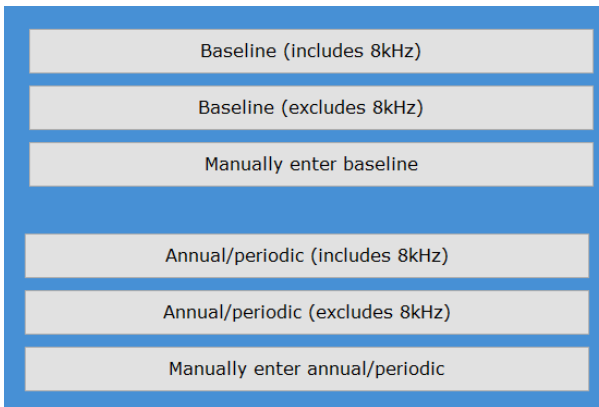 Baseline (includes 8kHz)
Baseline (excludes 8kHz)
Manually enter baseline
Annual/periodic (includes 8kHz)
Annual/periodic (excludes 8kHz)
Manually enter annual/periodic